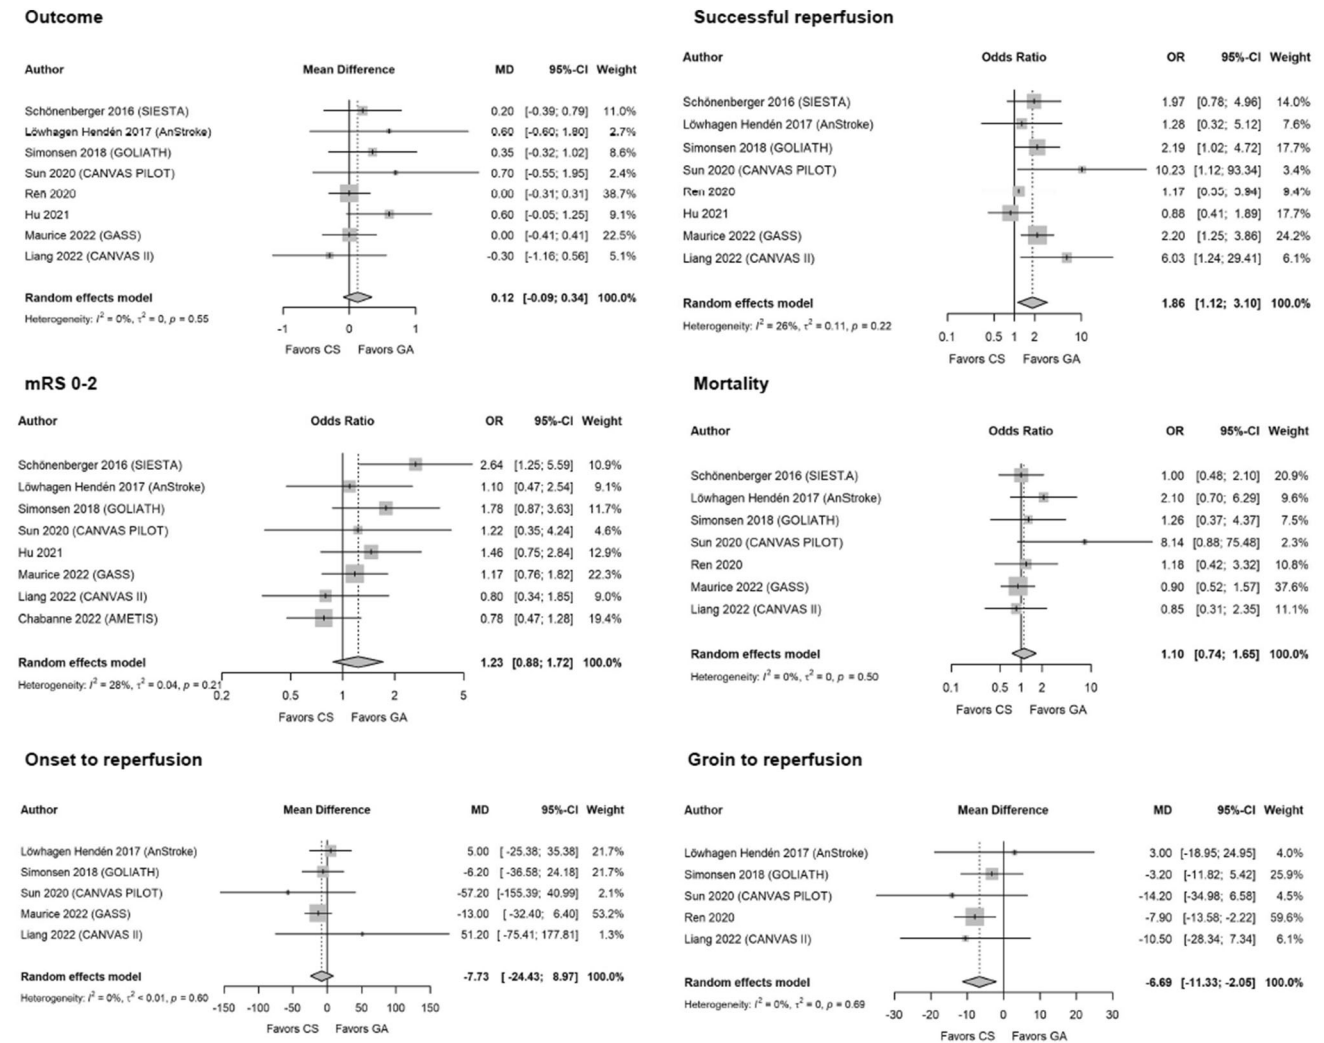 Outcome
Author Mean Difference MD 95%-CI Weight
Schönenberger 2016 (SIESTA) 0.20 [-0.39; 0.79] 11.0%
Löwhagen Hendén 2017 (AnStroke) 0.60 [-0.60; 1.80] 2.7%
Simonsen 2018 (GOLIATH) 0.35 [-0.32; 1.02] 8.6%
Sun 2020 (CANVAS PILOT) 0.70 [-0.55; 1.95] 2.4%
Ren 2020 0.00 [-0.31; 0.31] 38.7%
Hu 2021 0.60 [-0.05; 1.25] 9.1%
Maurice 2022 (GASS) 0.00 [-0.41; 0.41] 22.5%
Liang 2022 (CANVAS II) -0.30 [-1.16; 0.56] 5.1%
Random effects model 0.12 [-0.09; 0.34] 100.0%
Heterogeneity: I² = 0%, τ² = 0, p = 0.55
-1 0 1
Favors CS Favors GA
Successful reperfusion
Author Odds Ratio OR 95%-CI Weight
Schönenberger 2016 (SIESTA) 1.97 [0.78; 4.96] 14.0%
Löwhagen Hendén 2017 (AnStroke) 1.28 [0.32; 5.12] 7.6%
Simonsen 2018 (GOLIATH) 2.19 [1.02; 4.72] 17.7%
Sun 2020 (CANVAS PILOT) 10.23 [1.12; 93.34] 3.4%
Ren 2020 1.17 [0.35; 3.94] 9.4%
Hu 2021 0.88 [0.41; 1.89] 17.7%
Maurice 2022 (GASS) 2.20 [1.25; 3.86] 24.2%
Liang 2022 (CANVAS II) 6.03 [1.24; 29.41] 6.1%
Random effects model 1.86 [1.12; 3.10] 100.0%
Heterogeneity: I² = 26%, τ² = 0.11, p = 0.22
0.1 0.5 1 2 10
Favors CS Favors GA
mRS 0-2
Author Odds Ratio OR 95%-CI Weight
Schönenberger 2016 (SIESTA) 2.64 [1.25; 5.59] 10.9%
Löwhagen Hendén 2017 (AnStroke) 1.10 [0.47; 2.54] 9.1%
Simonsen 2018 (GOLIATH) 1.78 [0.87; 3.63] 11.7%
Sun 2020 (CANVAS PILOT) 1.22 [0.35; 4.24] 4.6%
Hu 2021 1.46 [0.75; 2.84] 12.9%
Maurice 2022 (GASS) 1.17 [0.76; 1.82] 22.3%
Liang 2022 (CANVAS II) 0.80 [0.34; 1.85] 9.0%
Chabanne 2022 (AMETIS) 0.78 [0.47; 1.28] 19.4%
Random effects model 1.23 [0.88; 1.72] 100.0%
Heterogeneity: I² = 28%, τ² = 0.04, p = 0.21
0.2 0.5 1 2 5
Favors CS Favors GA
Mortality
Author Odds Ratio OR 95%-CI Weight
Schönenberger 2016 (SIESTA) 1.00 [0.48; 2.10] 20.9%
Löwhagen Hendén 2017 (AnStroke) 2.10 [0.70; 6.29] 9.6%
Simonsen 2018 (GOLIATH) 1.26 [0.37; 4.37] 7.5%
Sun 2020 (CANVAS PILOT) 8.14 [0.88; 75.48] 2.3%
Ren 2020 1.18 [0.42; 3.32] 10.8%
Maurice 2022 (GASS) 0.90 [0.52; 1.57] 37.6%
Liang 2022 (CANVAS II) 0.85 [0.31; 2.35] 11.1%
Random effects model 1.10 [0.74; 1.65] 100.0%
Heterogeneity: I² = 0%, τ² = 0, p = 0.50
0.1 0.5 1 2 10
Favors CS Favors GA
Onset to reperfusion
Author Mean Difference MD 95%-CI Weight
Löwhagen Hendén 2017 (AnStroke) 5.00 [ -25.38; 35.38] 21.7%
Simonsen 2018 (GOLIATH) -6.20 [ -36.58; 24.18] 21.7%
Sun 2020 (CANVAS PILOT) -57.20 [-155.39; 40.99] 2.1%
Maurice 2022 (GASS) -13.00 [ -32.40; 6.40] 53.2%
Liang 2022 (CANVAS II) 51.20 [ -75.41; 177.81] 1.3%
Random effects model -7.73 [ -24.43; 8.97] 100.0%
Heterogeneity: I² = 0%, τ² < 0.01, p = 0.60
-150 -100 -50 0 50 100 150
Favors CS Favors GA
Groin to reperfusion
Author Mean Difference MD 95%-CI Weight
Löwhagen Hendén 2017 (AnStroke) 3.00 [-18.95; 24.95] 4.0%
Simonsen 2018 (GOLIATH) -3.20 [-11.82; 5.42] 25.9%
Sun 2020 (CANVAS PILOT) -14.20 [-34.98; 6.58] 4.5%
Ren 2020 -7.90 [-13.58; -2.22] 59.6%
Liang 2022 (CANVAS II) -10.50 [-28.34; 7.34] 6.1%
Random effects model -6.69 [-11.33; -2.05] 100.0%
Heterogeneity: I² = 0%, τ² = 0, p = 0.69
-30 -20 -10 0 10 20 30
Favors CS Favors GA